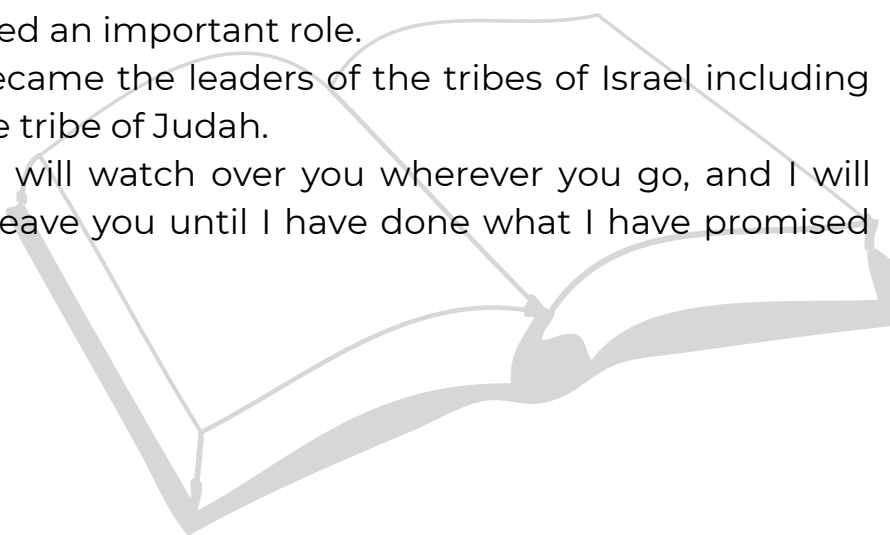 ed an important role.
ecame the leaders of the tribes of Israel including
e tribe of Judah.
will watch over you wherever you go, and I will
eave you until I have done what I have promised